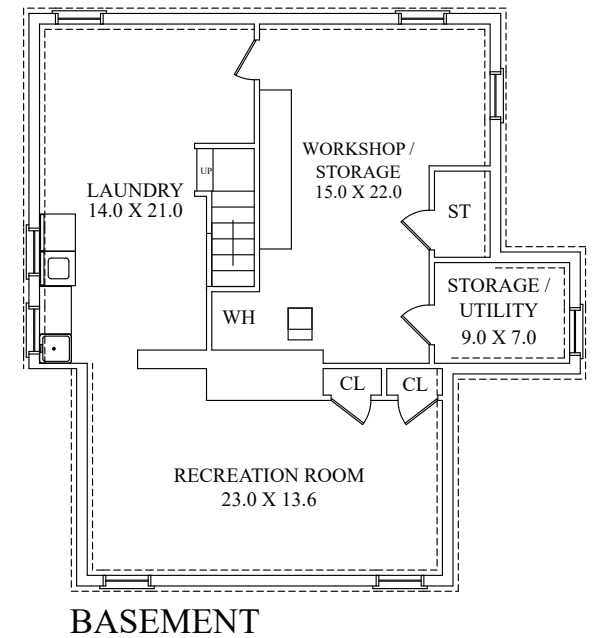 WORKSHOP /
STORAGE
15.0 X 22.0
UP
LAUNDRY
14.0 X 21.0
ST
STORAGE /
UTILITY
9.0 X 7.0
WH
CL
CL
RECREATION ROOM
23.0 X 13.6
BASEMENT